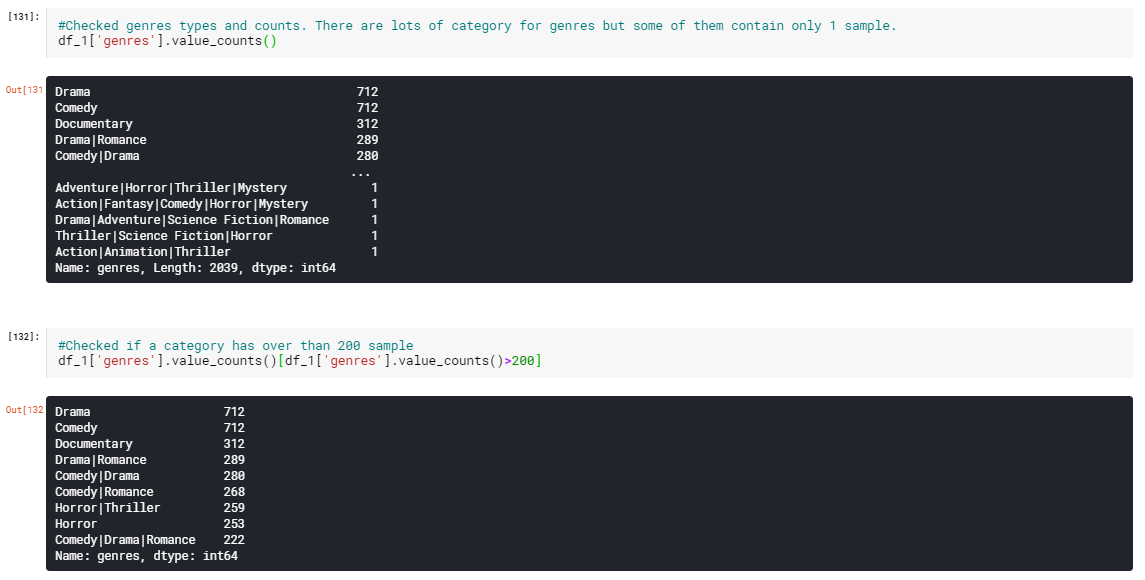 [131]:
#Checked genres types and counts. There are lots of category for genres but some of them contain only 1 sample.
df_1['genres'].value_counts()
Out[131
Drama 712
Comedy 712
Documentary 312
Drama|Romance 289
Comedy|Drama 280
...
Adventure|Horror|Thriller|Mystery 1
Action|Fantasy|Comedy|Horror|Mystery 1
Drama|Adventure|Science Fiction|Romance 1
Thriller|Science Fiction|Horror 1
Action|Animation|Thriller 1
Name: genres, Length: 2039, dtype: int64
[132]:
#Checked if a category has over than 200 sample
df_1['genres'].value_counts()[df_1['genres'].value_counts()>200]
Out[132
Drama 712
Comedy 712
Documentary 312
Drama|Romance 289
Comedy|Drama 280
Comedy|Romance 268
Horror|Thriller 259
Horror 253
Comedy|Drama|Romance 222
Name: genres, dtype: int64